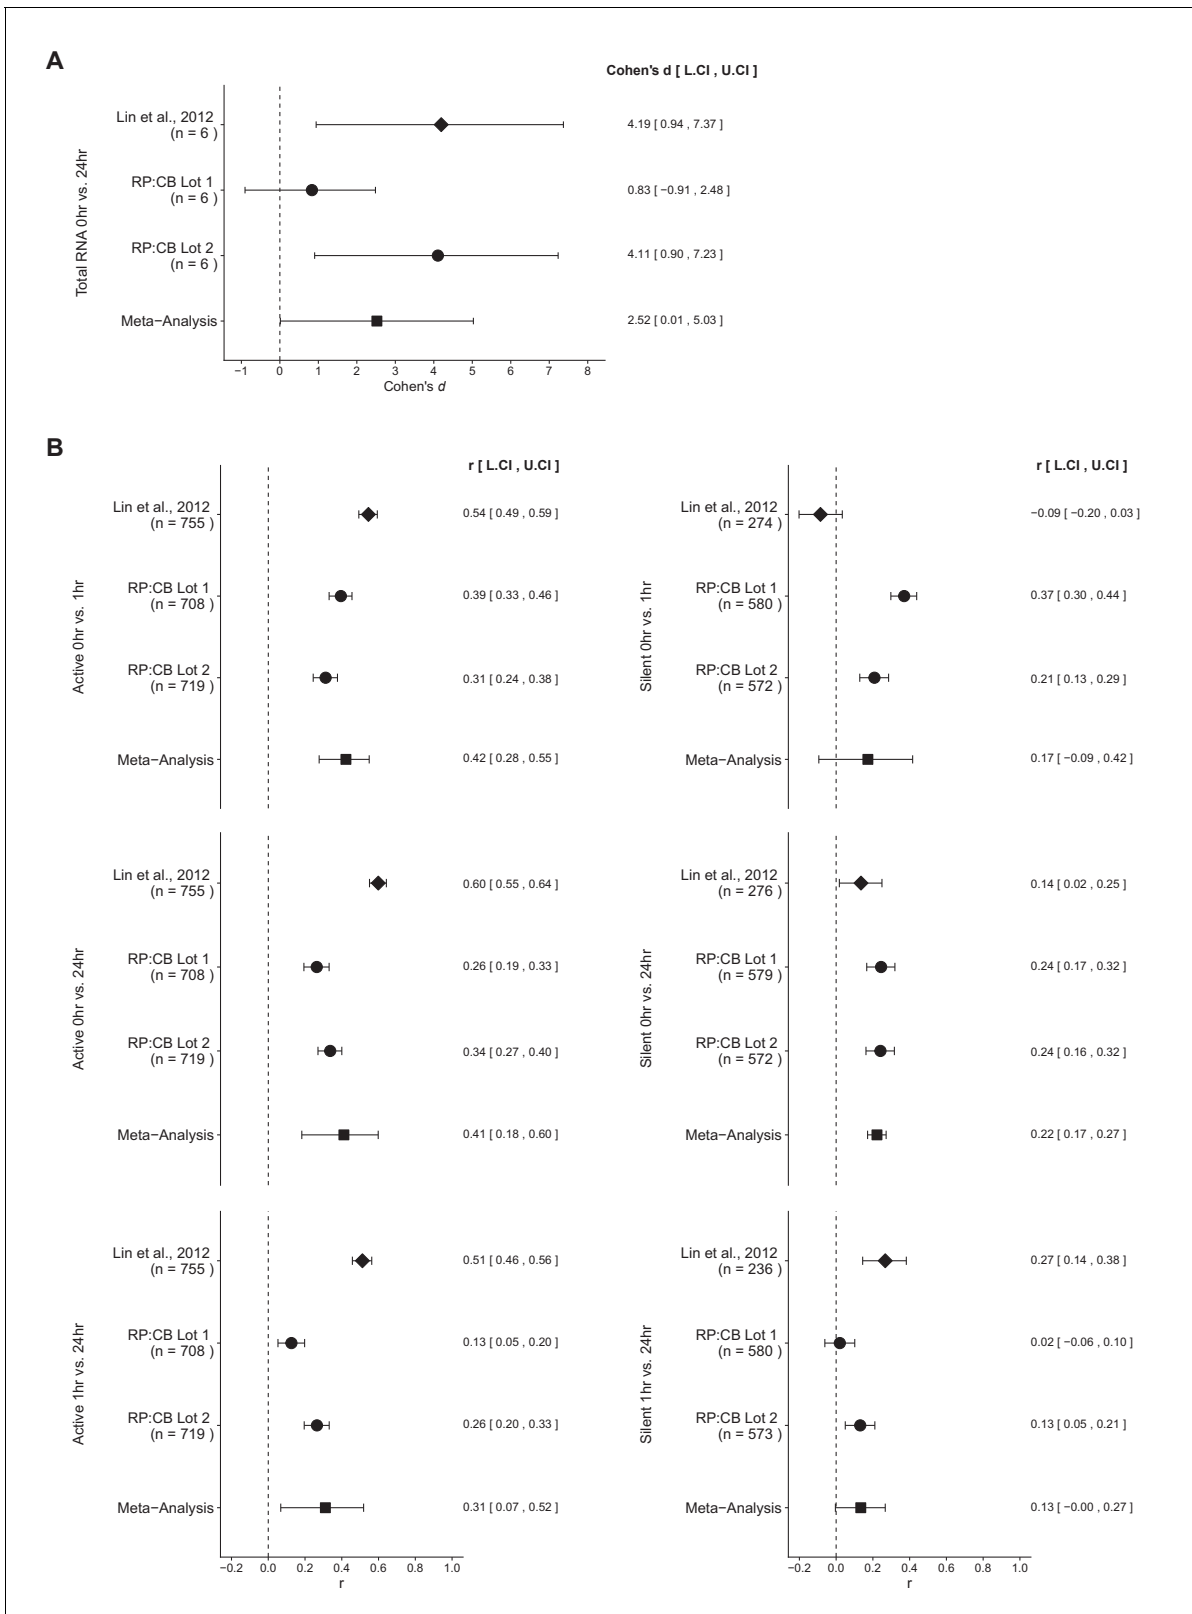 A
Cohen's d [ L.CI , U.CI ]
Total RNA 0hr vs. 24hr
Lin et al., 2012
(n = 6 )
4.19 [ 0.94 , 7.37 ]
RP:CB Lot 1
(n = 6 )
0.83 [ −0.91 , 2.48 ]
RP:CB Lot 2
(n = 6 )
4.11 [ 0.90 , 7.23 ]
Meta−Analysis
2.52 [ 0.01 , 5.03 ]
−1 0 1 2 3 4 5 6 7 8
Cohen's d
B
r [ L.CI , U.CI ]
Active 0hr vs. 1hr
Lin et al., 2012
(n = 755 )
0.54 [ 0.49 , 0.59 ]
RP:CB Lot 1
(n = 708 )
0.39 [ 0.33 , 0.46 ]
RP:CB Lot 2
(n = 719 )
0.31 [ 0.24 , 0.38 ]
Meta−Analysis
0.42 [ 0.28 , 0.55 ]
Active 0hr vs. 24hr
Lin et al., 2012
(n = 755 )
0.60 [ 0.55 , 0.64 ]
RP:CB Lot 1
(n = 708 )
0.26 [ 0.19 , 0.33 ]
RP:CB Lot 2
(n = 719 )
0.34 [ 0.27 , 0.40 ]
Meta−Analysis
0.41 [ 0.18 , 0.60 ]
Active 1hr vs. 24hr
Lin et al., 2012
(n = 755 )
0.51 [ 0.46 , 0.56 ]
RP:CB Lot 1
(n = 708 )
0.13 [ 0.05 , 0.20 ]
RP:CB Lot 2
(n = 719 )
0.26 [ 0.20 , 0.33 ]
Meta−Analysis
0.31 [ 0.07 , 0.52 ]
−0.2 0.0 0.2 0.4 0.6 0.8 1.0
r
r [ L.CI , U.CI ]
Silent 0hr vs. 1hr
Lin et al., 2012
(n = 274 )
−0.09 [ −0.20 , 0.03 ]
RP:CB Lot 1
(n = 580 )
0.37 [ 0.30 , 0.44 ]
RP:CB Lot 2
(n = 572 )
0.21 [ 0.13 , 0.29 ]
Meta−Analysis
0.17 [ −0.09 , 0.42 ]
Silent 0hr vs. 24hr
Lin et al., 2012
(n = 276 )
0.14 [ 0.02 , 0.25 ]
RP:CB Lot 1
(n = 579 )
0.24 [ 0.17 , 0.32 ]
RP:CB Lot 2
(n = 572 )
0.24 [ 0.16 , 0.32 ]
Meta−Analysis
0.22 [ 0.17 , 0.27 ]
Silent 1hr vs. 24hr
Lin et al., 2012
(n = 236 )
0.27 [ 0.14 , 0.38 ]
RP:CB Lot 1
(n = 580 )
0.02 [ −0.06 , 0.10 ]
RP:CB Lot 2
(n = 573 )
0.13 [ 0.05 , 0.21 ]
Meta−Analysis
0.13 [ −0.00 , 0.27 ]
−0.2 0.0 0.2 0.4 0.6 0.8 1.0
r